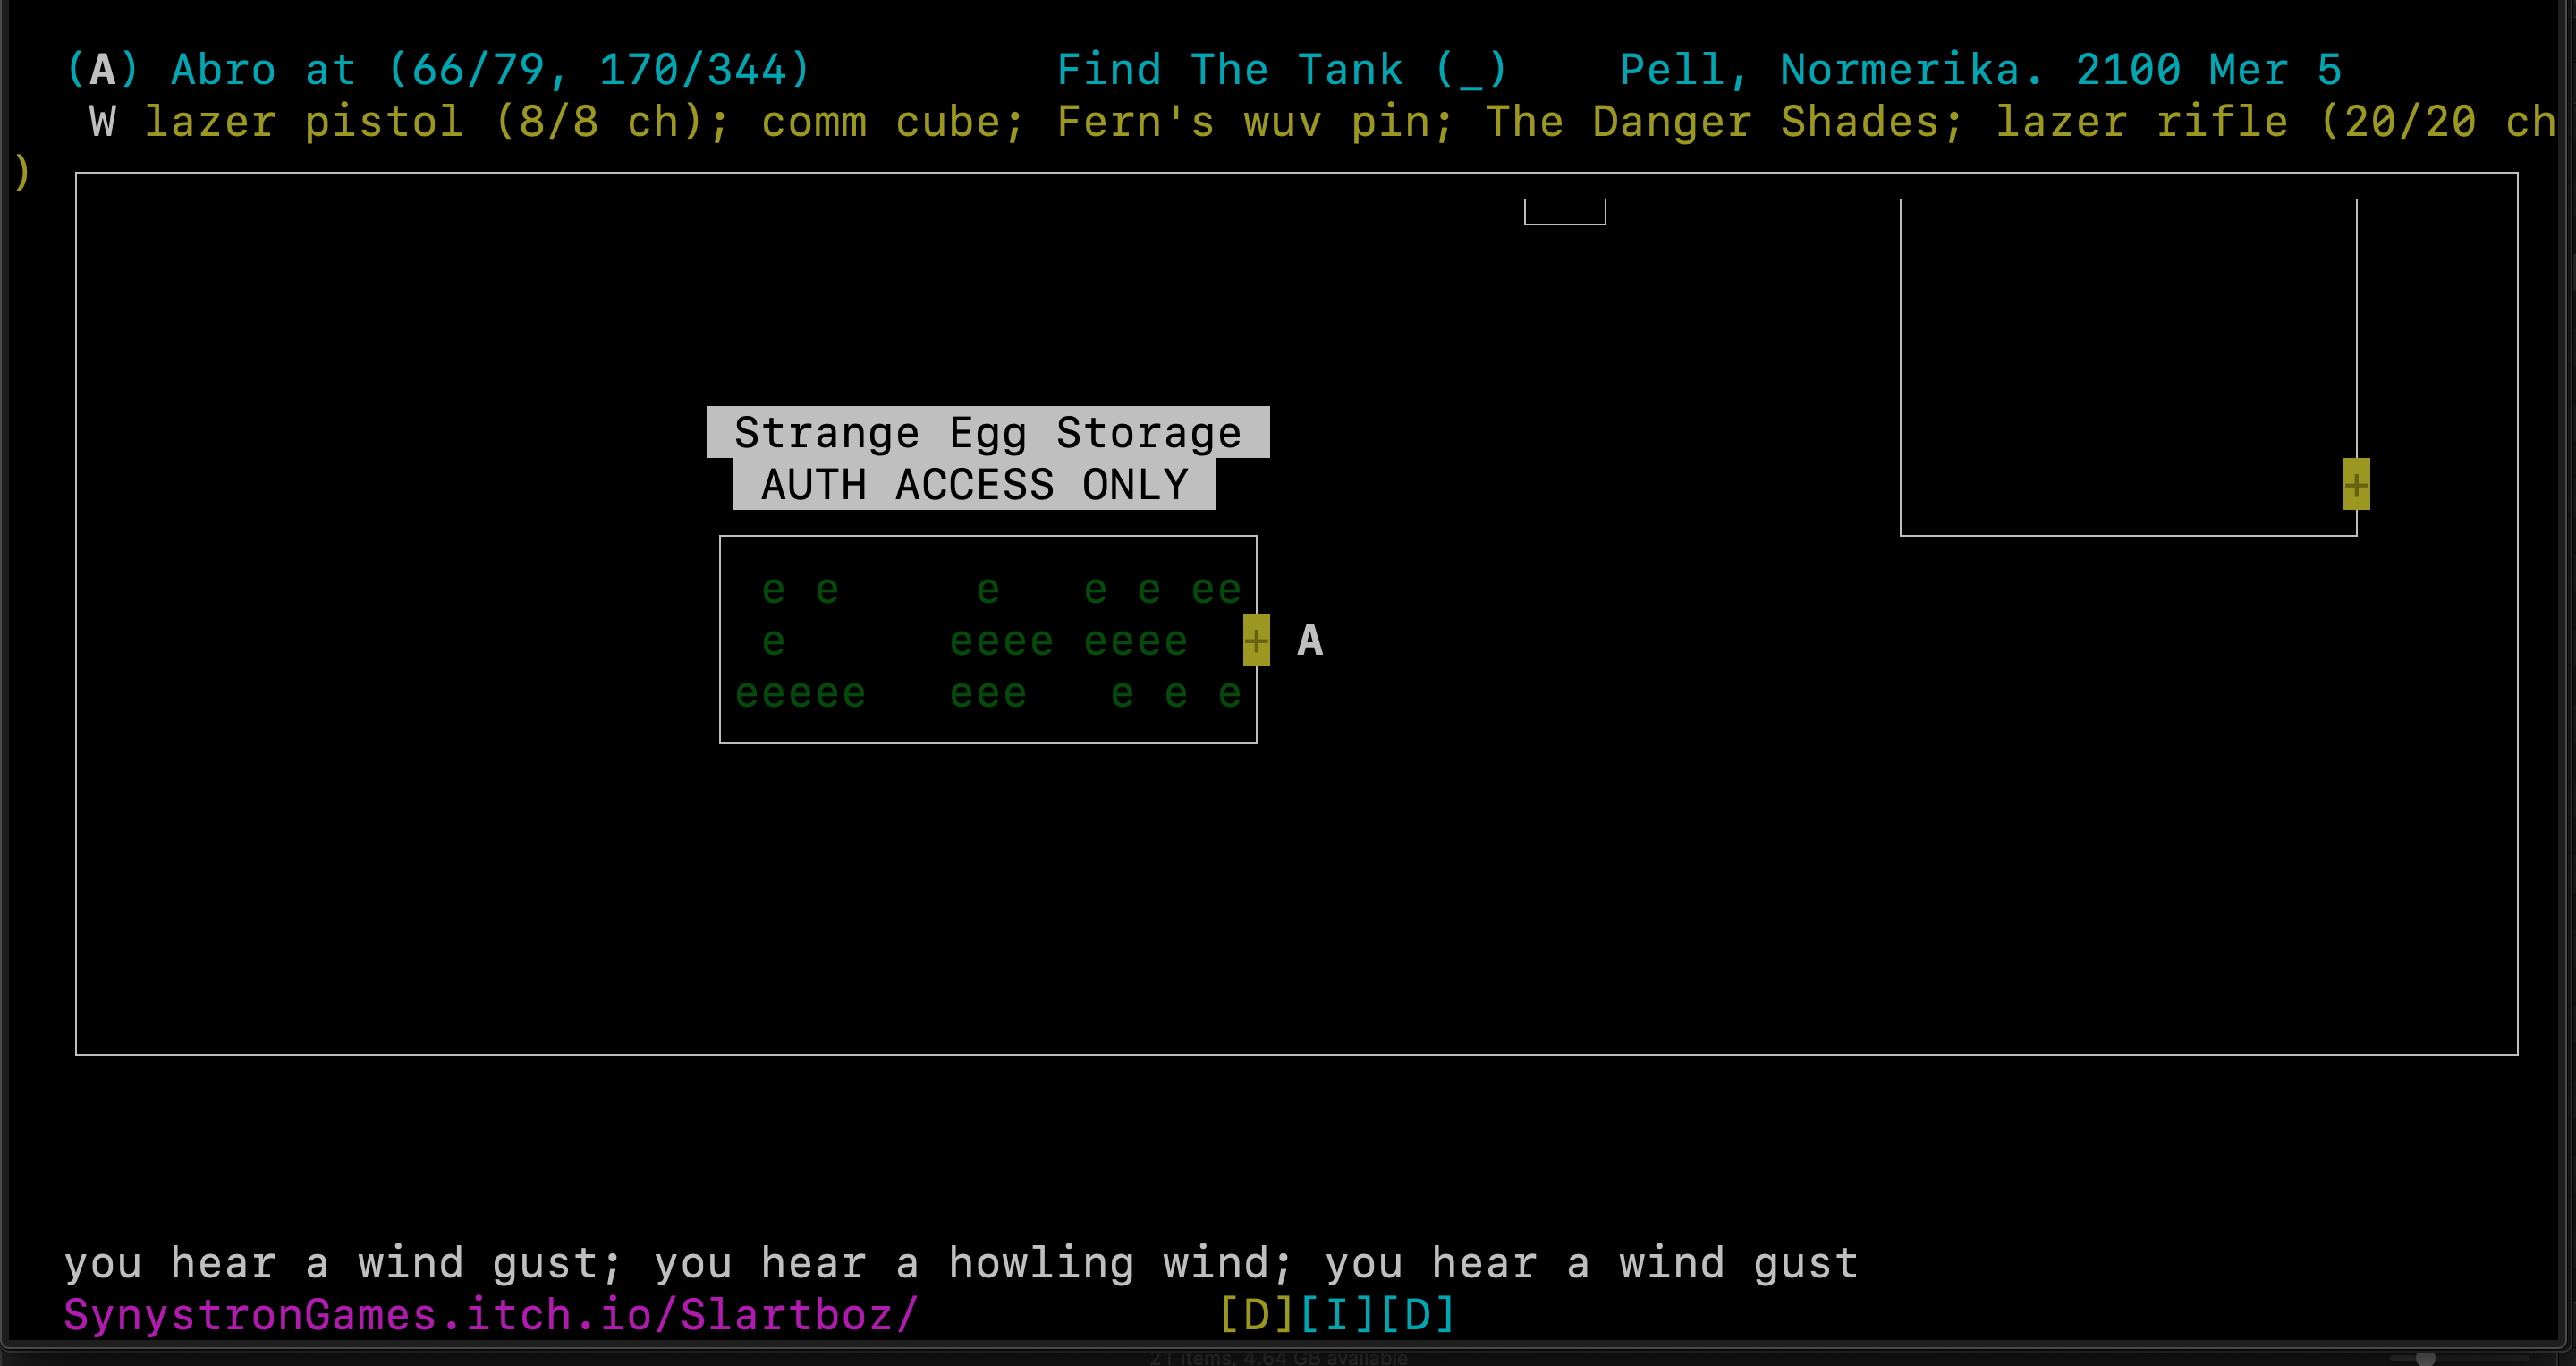 (A) Abro at (66/79, 170/344) Find The Tank (_) Pell, Normerika. 2100 Mer 5
W lazer pistol (8/8 ch); comm cube; Fern's wuv pin; The Danger Shades; lazer rifle (20/20 ch
)
Strange Egg Storage
AUTH ACCESS ONLY
+
e e e e e ee
e eeee eeee + A
eeeee eee e e e
you hear a wind gust; you hear a howling wind; you hear a wind gust
SynystronGames.itch.io/Slartboz/ [D][I][D]
21 items, 4.64 GB available